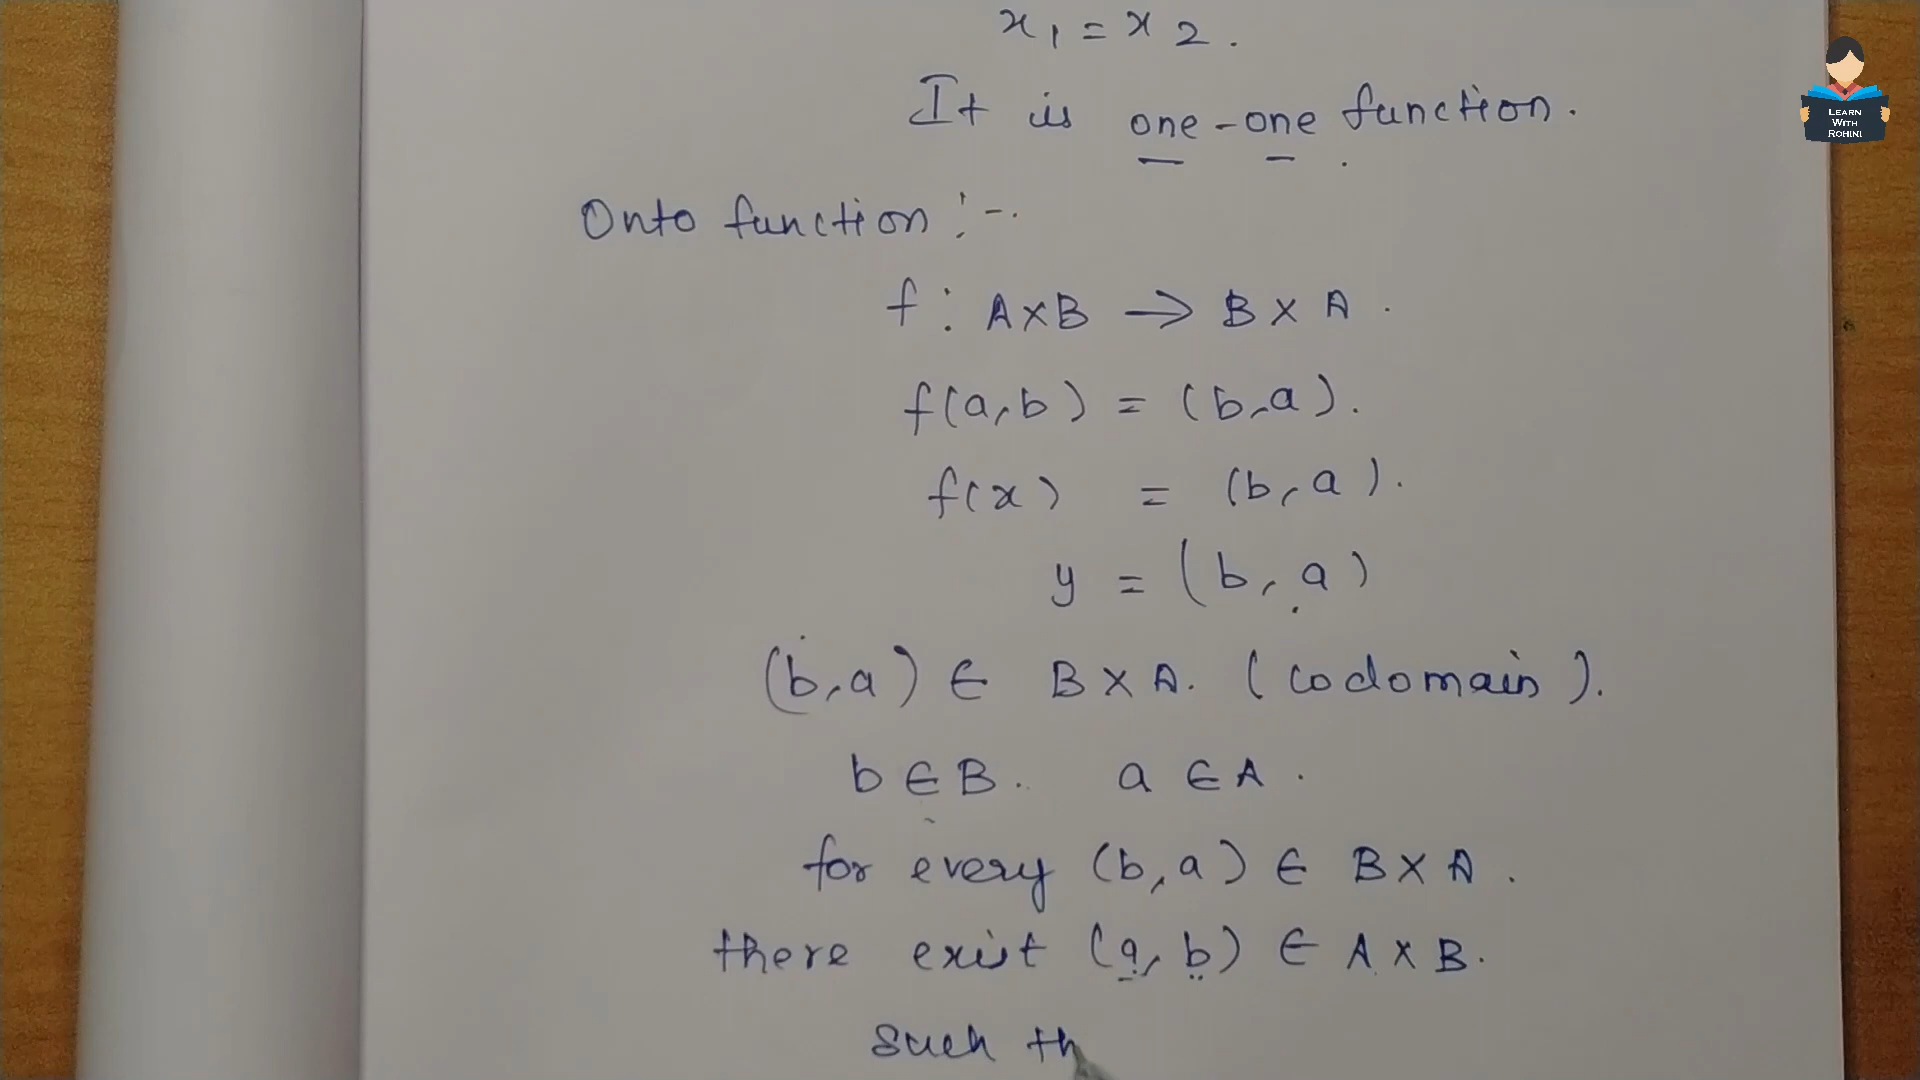 x1 = x2.
It is one-one function.
Onto function :-.
f : A×B → B×A.
f(a,b) = (b,a).
f(x) = (b,a).
y = (b,a)
(b,a) ∈ B×A. (codomain).
b∈B. a∈A.
for every (b,a) ∈ B×A.
there exist (a,b) ∈ A×B.
Such th
LEARN
WITH
ROHINI